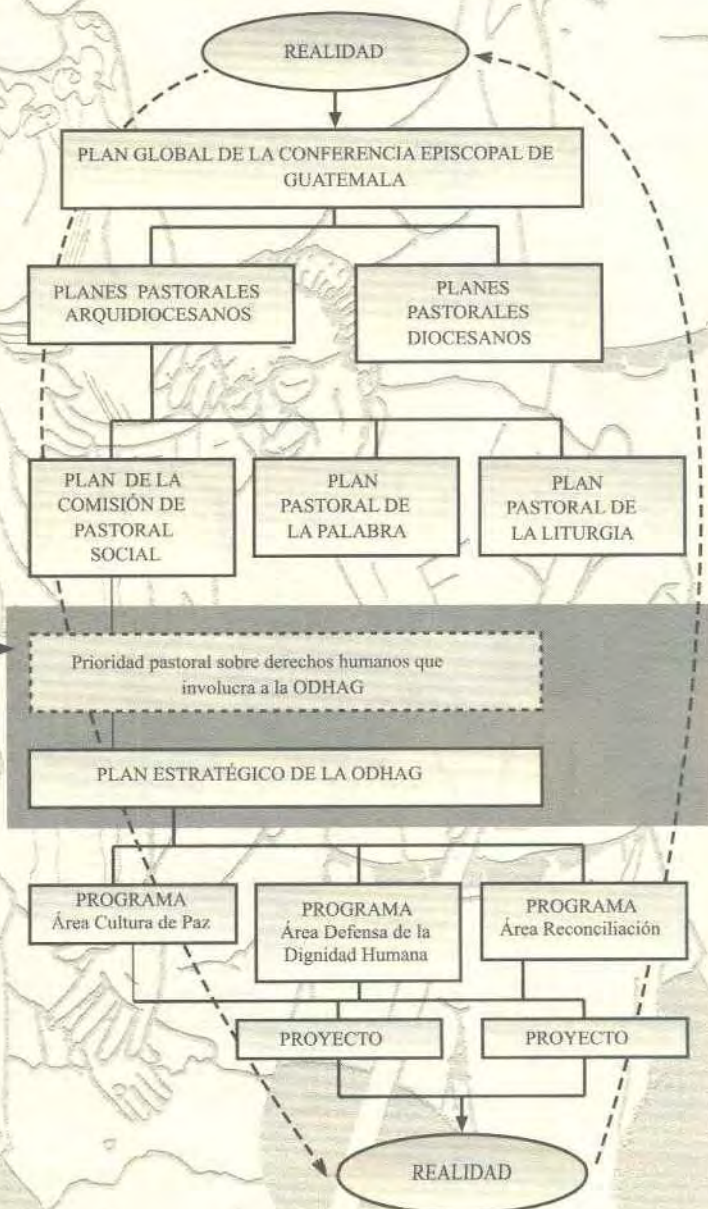 REALIDAD
PLAN GLOBAL DE LA CONFERENCIA EPISCOPAL DE
GUATEMALA
PLANES PASTORALES
ARQUIDIOCESANOS
PLANES
PASTORALES
DIOCESANOS
PLAN DE LA
COMISIÓN DE
PASTORAL
SOCIAL
PLAN
PASTORAL DE
LA PALABRA
PLAN
PASTORAL DE
LA LITURGIA
Prioridad pastoral sobre derechos humanos que
involucra a la ODHAG
PLAN ESTRATÉGICO DE LA ODHAG
PROGRAMA
Área Cultura de Paz
PROGRAMA
Área Defensa de la
Dignidad Humana
PROGRAMA
Área Reconciliación
PROYECTO
PROYECTO
REALIDAD